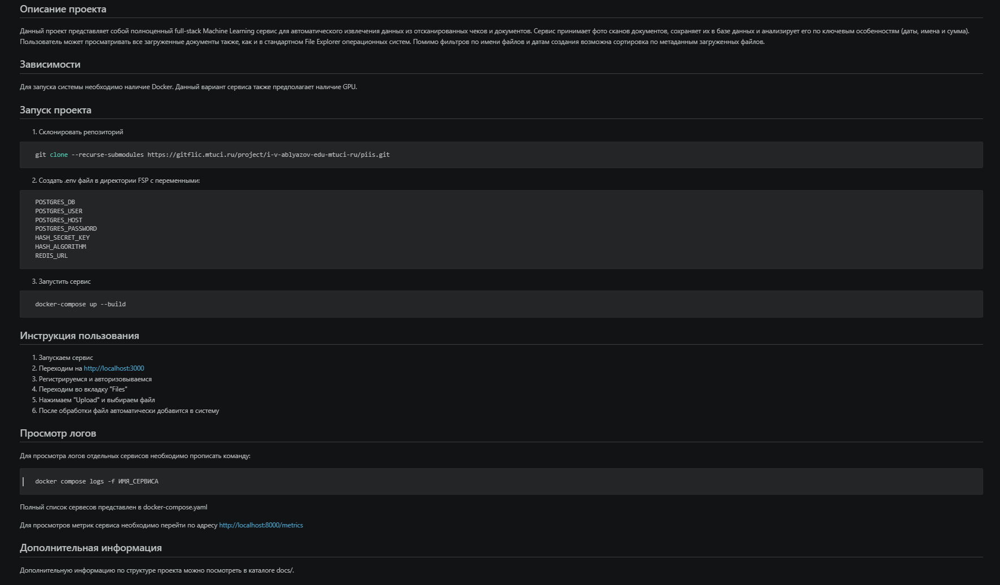 Описание проекта
Данный проект представляет собой полноценный full-stack Machine Learning сервис для автоматического извлечения данных из отсканированных чеков и документов. Сервис принимает фото сканов документов, сохраняет их в базе данных и анализирует его по ключевым особенностям (даты, имена и сумма).
Пользователь может просматривать все загруженные документы также, как и в стандартном File Explorer операционных систем. Помимо фильтров по имени файлов и датам создания возможна сортировка по метаданным загруженных файлов.
Зависимости
Для запуска системы необходимо наличие Docker. Данный вариант сервиса также предполагает наличие GPU.
Запуск проекта
1. Склонировать репозиторий
git clone --recurse-submodules https://gitflic.mtuci.ru/project/i-v-ablyazov-edu-mtuci-ru/piis.git
2. Создать .env файл в директории FSP с переменными:
POSTGRES_DB
POSTGRES_USER
POSTGRES_HOST
POSTGRES_PASSWORD
HASH_SECRET_KEY
HASH_ALGORITHM
REDIS_URL
3. Запустить сервис
docker-compose up --build
Инструкция пользования
1. Запускаем сервис
2. Переходим на http://localhost:3000
3. Регистрируемся и авторизовываемся
4. Переходим во вкладку "Files"
5. Нажимаем "Upload" и выбираем файл
6. После обработки файл автоматически добавится в систему
Просмотр логов
Для просмотра логов отдельных сервисов необходимо прописать команду:
docker compose logs -f ИМЯ_СЕРВИСА
Полный список сервесов представлен в docker-compose.yaml
Для просмотров метрик сервиса необходимо перейти по адресу http://localhost:8000/metrics
Дополнительная информация
Дополнительную информацию по структуре проекта можно посмотреть в каталоге docs/.